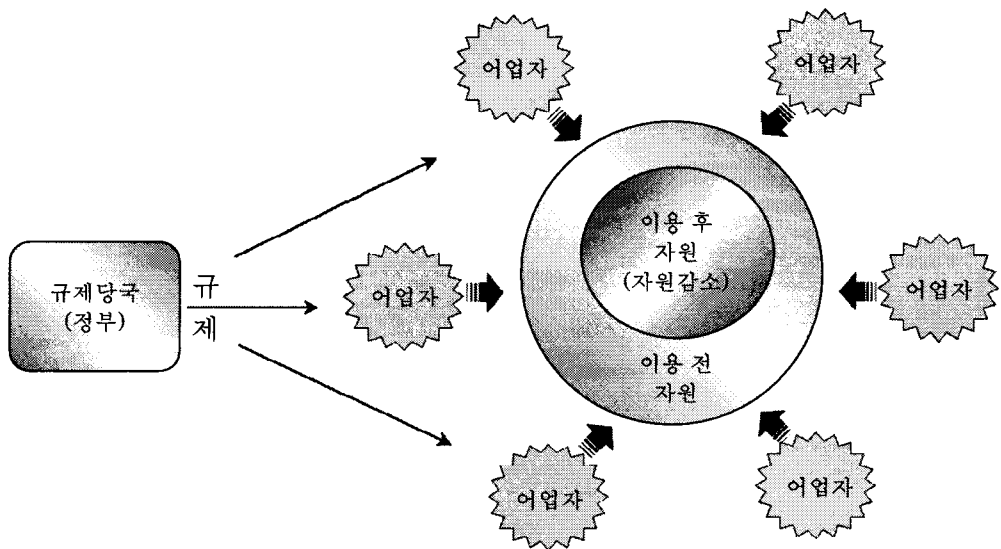 어업자
어업자
이용 후
자원
(자원감소)
규제당국
(정부)
규
제
어업자
어업자
이용 전
자원
어업자
어업자